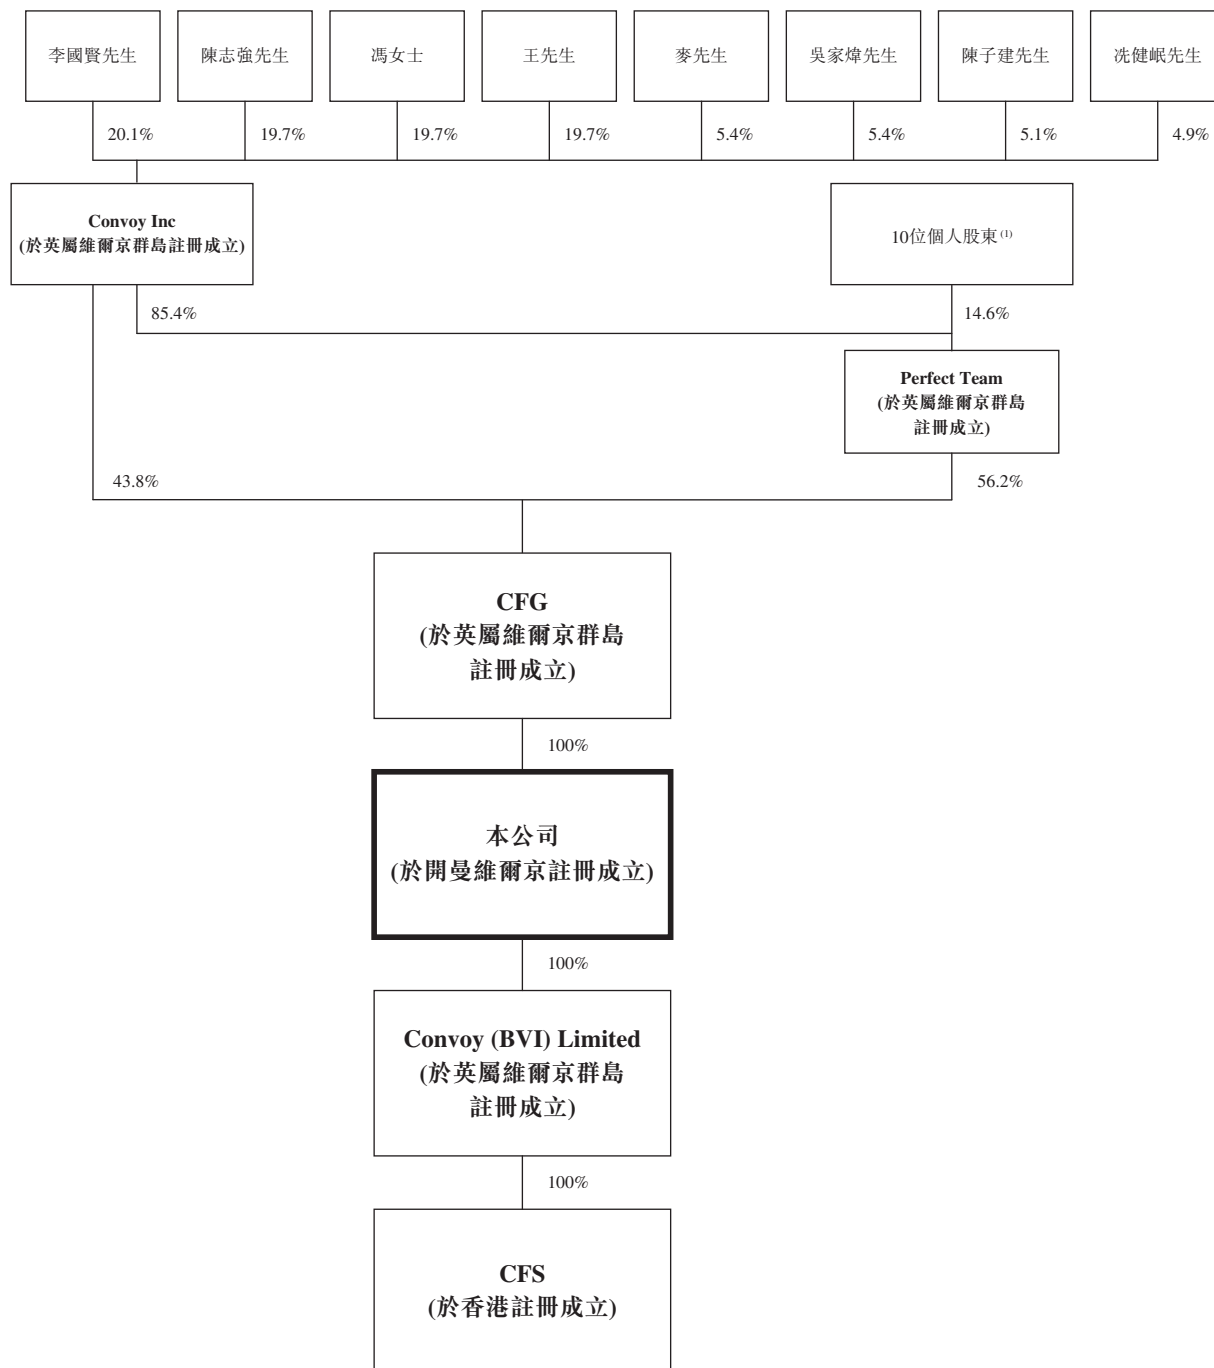 李國賢先生
陳志強先生
馮女士
王先生
麥先生
吳家煒先生
陳子建先生
冼健岷先生
20.1%
19.7%
19.7%
19.7%
5.4%
5.4%
5.1%
4.9%
Convoy Inc
(於英屬維爾京群島註冊成立)
10位個人股東(1)
85.4%
14.6%
Perfect Team
(於英屬維爾京群島
註冊成立)
43.8%
56.2%
CFG
(於英屬維爾京群島
註冊成立)
100%
本公司
(於開曼維爾京註冊成立)
100%
Convoy (BVI) Limited
(於英屬維爾京群島
註冊成立)
100%
CFS
(於香港註冊成立)